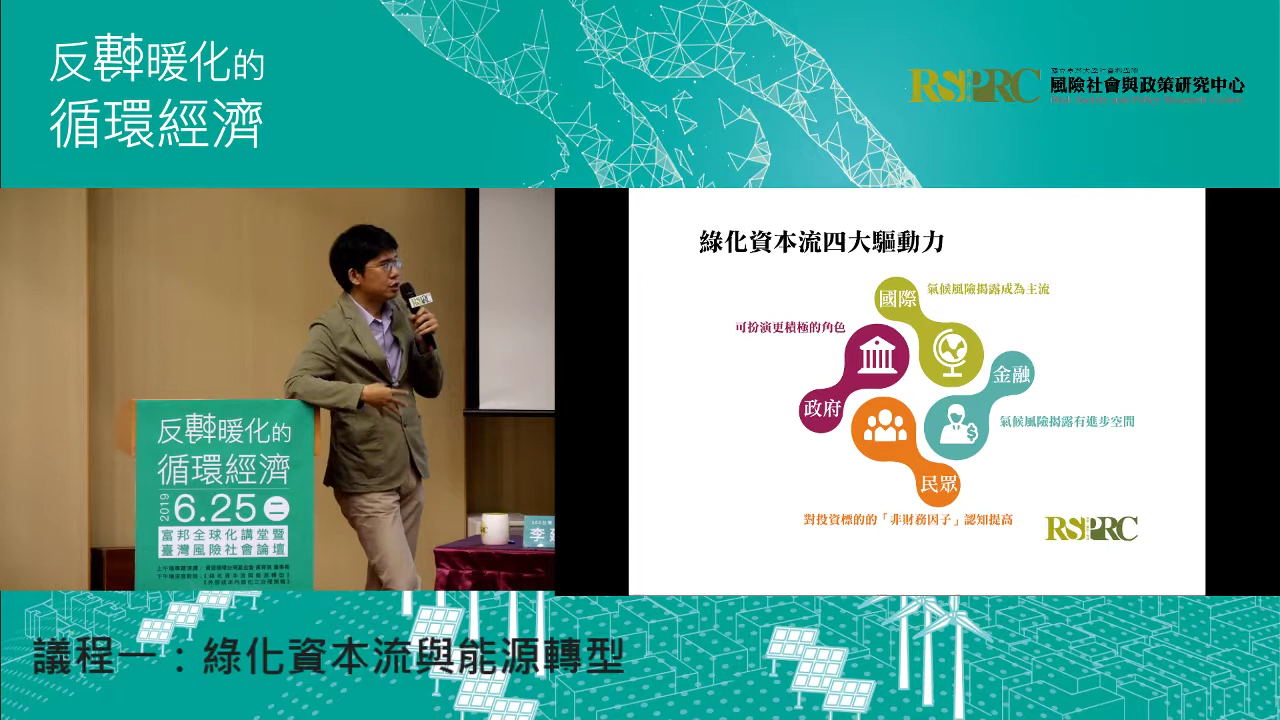 反轉暖化的
循環經濟
RSPRC
風險社會與政策研究中心
綠化資本流四大驅動力
國際
氣候風險揭露成為主流
可扮演更積極的角色
政府
金融
氣候風險揭露有進步空間
民眾
對投資標的的「非財務因子」認知提高
RSPRC
RSPRC
反轉暖化的
循環經濟
2019
6.25 二
富邦全球化講堂暨
臺灣風險社會論壇
李
議程一：綠化資本流與能源轉型